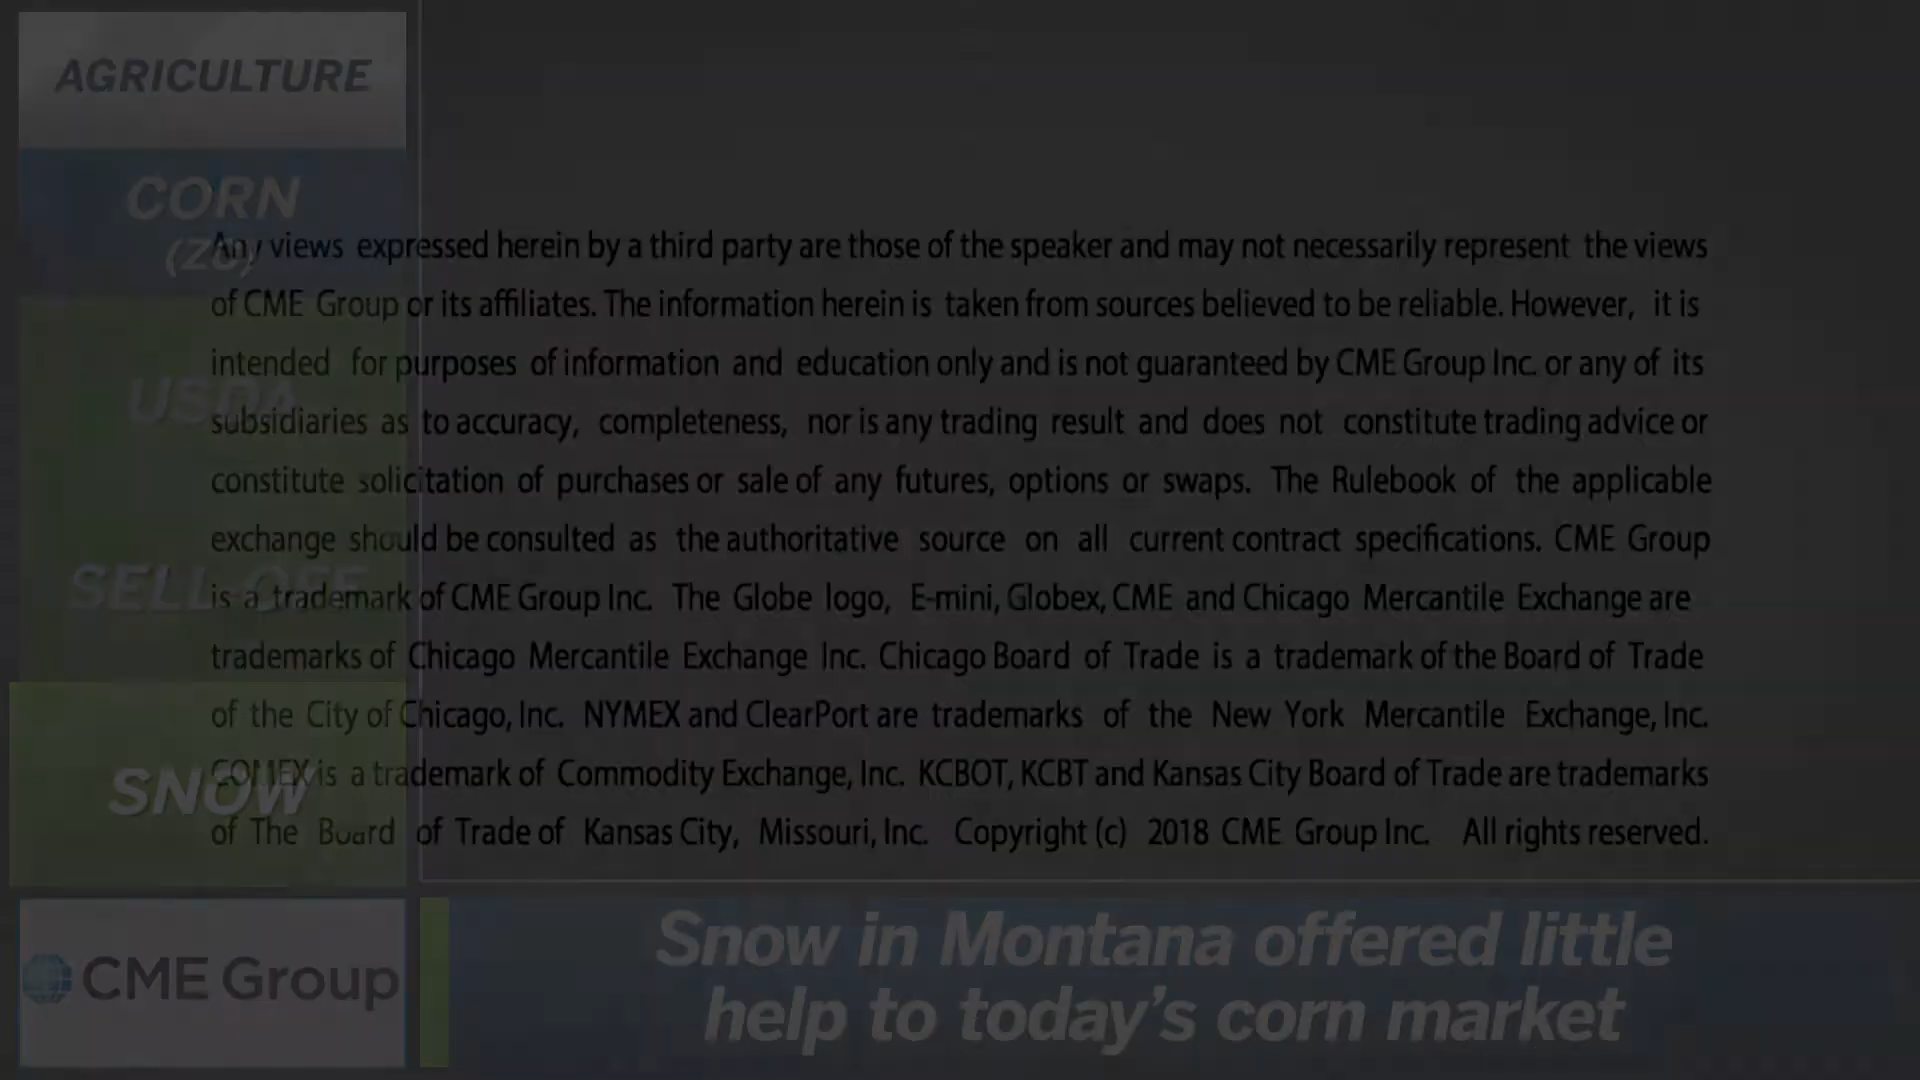 AGRICULTURE
CORN
(ZC)
USDA
SELL-OFF
SNOW
CME Group
Any views expressed herein by a third party are those of the speaker and may not necessarily represent the views
of CME Group or its affiliates. The information herein is taken from sources believed to be reliable. However, it is
intended for purposes of information and education only and is not guaranteed by CME Group Inc. or any of its
subsidiaries as to accuracy, completeness, nor is any trading result and does not constitute trading advice or
constitute solicitation of purchases or sale of any futures, options or swaps. The Rulebook of the applicable
exchange should be consulted as the authoritative source on all current contract specifications. CME Group
is a trademark of CME Group Inc. The Globe logo, E-mini, Globex, CME and Chicago Mercantile Exchange are
trademarks of Chicago Mercantile Exchange Inc. Chicago Board of Trade is a trademark of the Board of Trade
of the City of Chicago, Inc. NYMEX and ClearPort are trademarks of the New York Mercantile Exchange, Inc.
COMEX is a trademark of Commodity Exchange, Inc. KCBOT, KCBT and Kansas City Board of Trade are trademarks
of The Board of Trade of Kansas City, Missouri, Inc. Copyright (c) 2018 CME Group Inc. All rights reserved.
Snow in Montana offered little
help to today's corn market